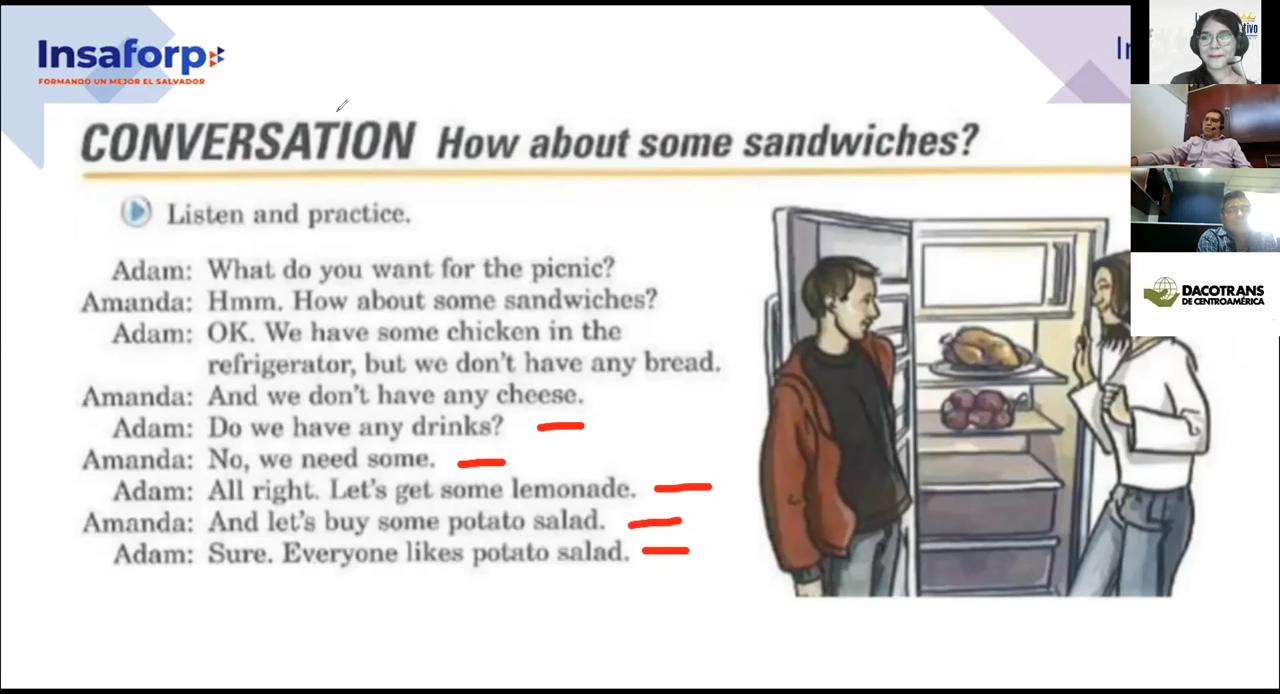 Insaforp
FORMANDO UN MEJOR EL SALVADOR
CONVERSATION How about some sandwiches?
Listen and practice.
Adam: What do you want for the picnic?
Amanda: Hmm. How about some sandwiches?
Adam: OK. We have some chicken in the
refrigerator, but we don't have any bread.
Amanda: And we don't have any cheese.
Adam: Do we have any drinks?
Amanda: No, we need some.
Adam: All right. Let's get some lemonade.
Amanda: And let's buy some potato salad.
Adam: Sure. Everyone likes potato salad.
DACOTRANS
DE CENTROAMÉRICA